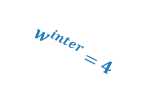 w^inter = 4